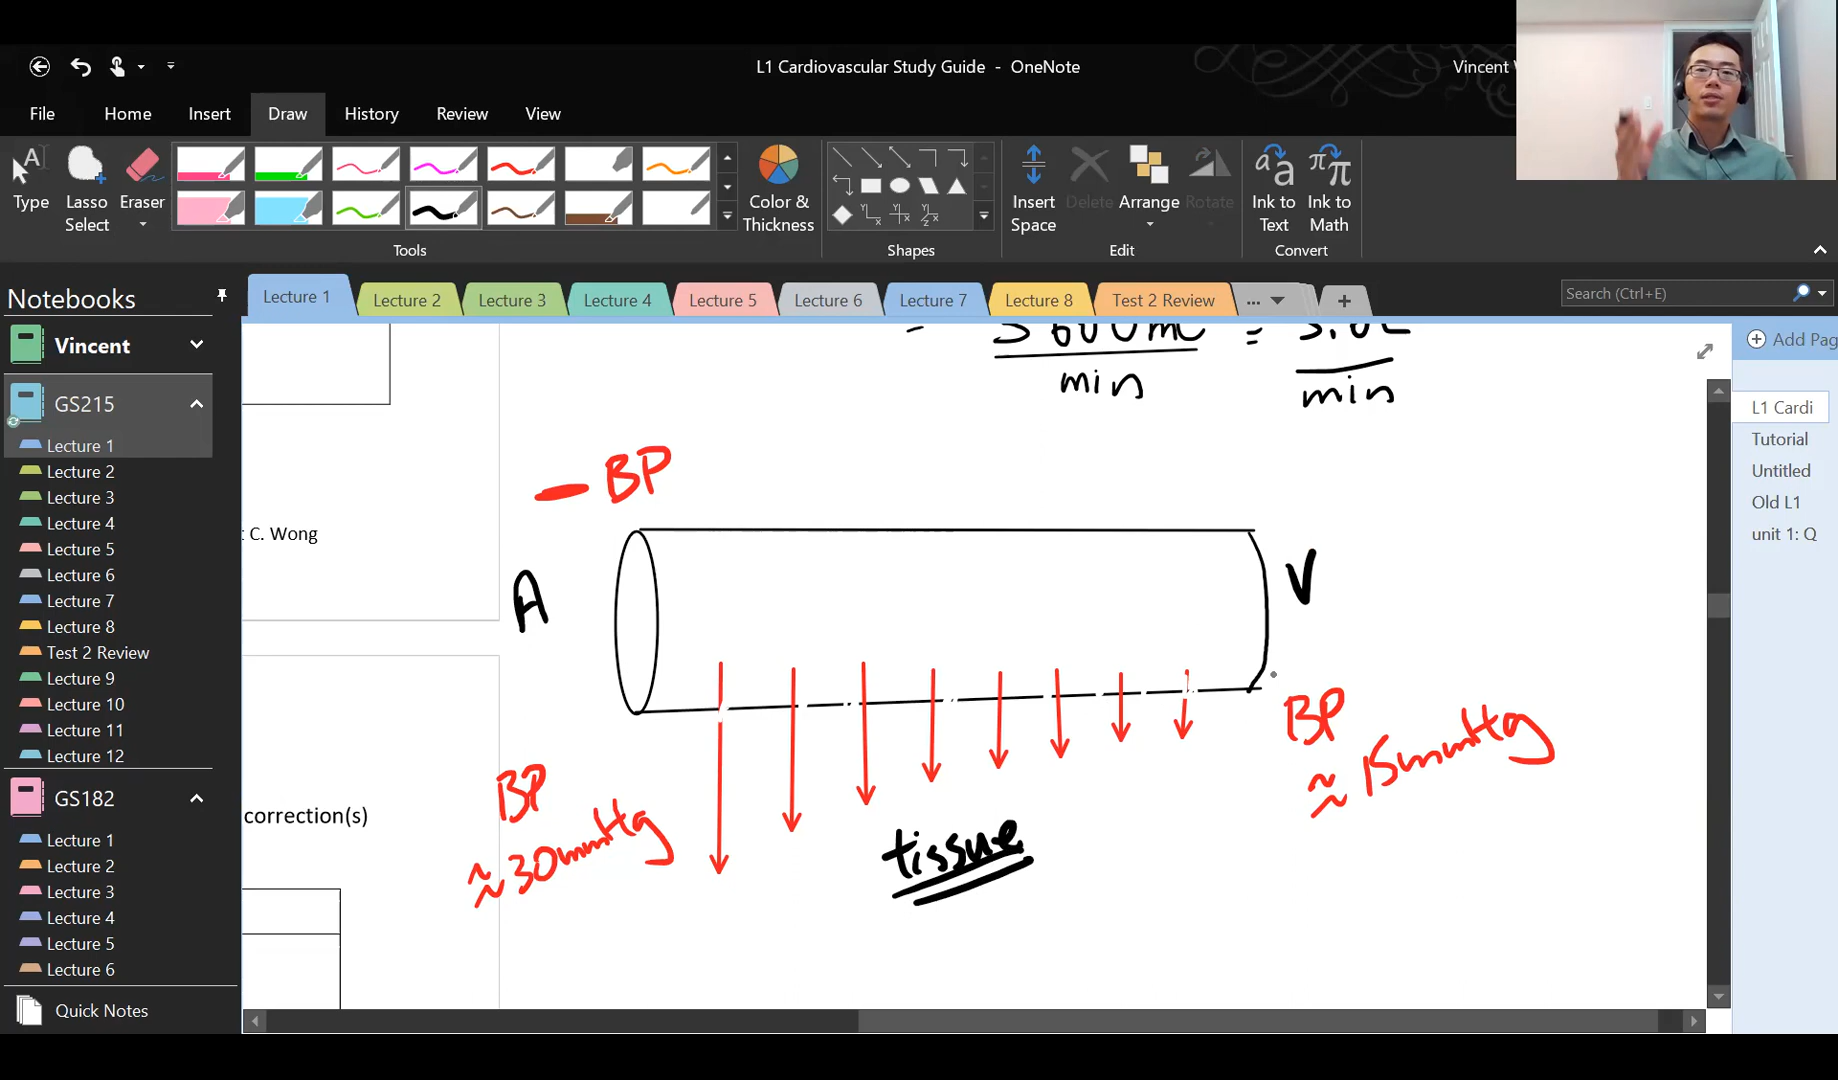 L1 Cardiovascular Study Guide - OneNote
Vincent
File Home Insert Draw History Review View
Type
Lasso Select
Eraser
Color & Thickness
Insert Space
Delete
Arrange
Rotate
Ink to Text
Ink to Math
Tools
Shapes
Edit
Convert
Notebooks
Lecture 1 Lecture 2 Lecture 3 Lecture 4 Lecture 5 Lecture 6 Lecture 7 Lecture 8 Test 2 Review ... +
Search (Ctrl+E)
Vincent
GS215
Lecture 1
Lecture 2
Lecture 3
Lecture 4
Lecture 5
Lecture 6
Lecture 7
Lecture 8
Test 2 Review
Lecture 9
Lecture 10
Lecture 11
Lecture 12
GS182
Lecture 1
Lecture 2
Lecture 3
Lecture 4
Lecture 5
Lecture 6
Quick Notes
C. Wong
correction(s)
=
min
min
- BP
A
V
BP
≈ 30mmHg
BP
≈ 15mmHg
tissue
Add Pag
L1 Cardi
Tutorial
Untitled
Old L1
unit 1: Q